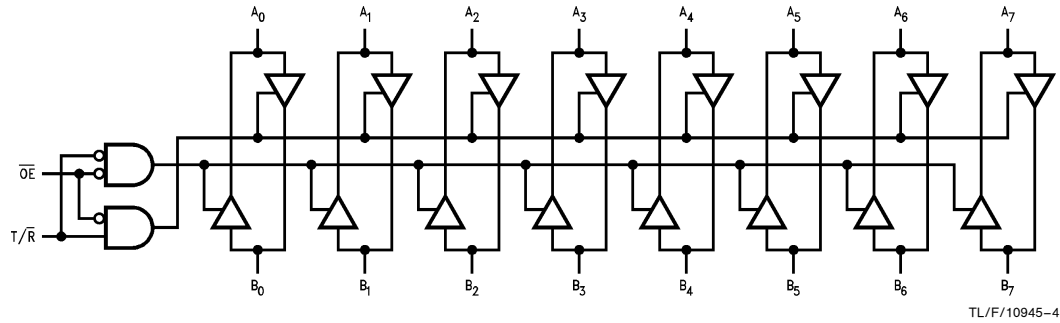 A0 A1 A2 A3 A4 A5 A6 A7
O̅E̅
T/R̅
B0 B1 B2 B3 B4 B5 B6 B7
TL/F/10945–4